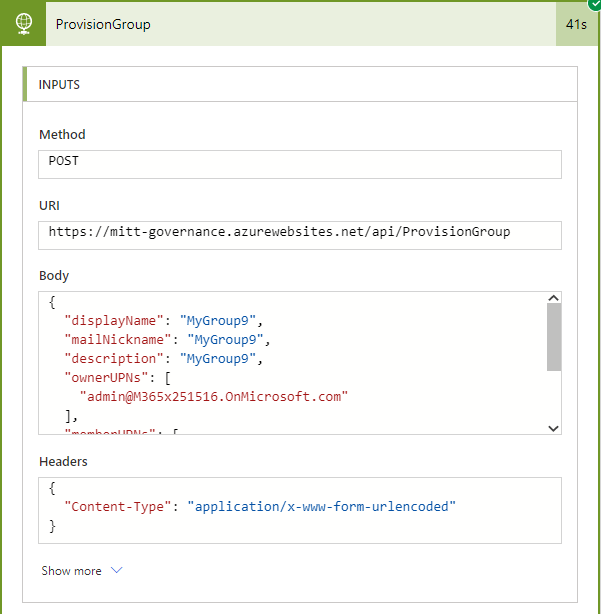 ProvisionGroup
41s
INPUTS
Method
POST
URI
https://mitt-governance.azurewebsites.net/api/ProvisionGroup
Body
{
"displayName": "MyGroup9",
"mailNickname": "MyGroup9",
"description": "MyGroup9",
"ownerUPNs": [
"admin@M365x251516.OnMicrosoft.com"
],
"memberUPNs": [
Headers
{
"Content-Type": "application/x-www-form-urlencoded"
}
Show more